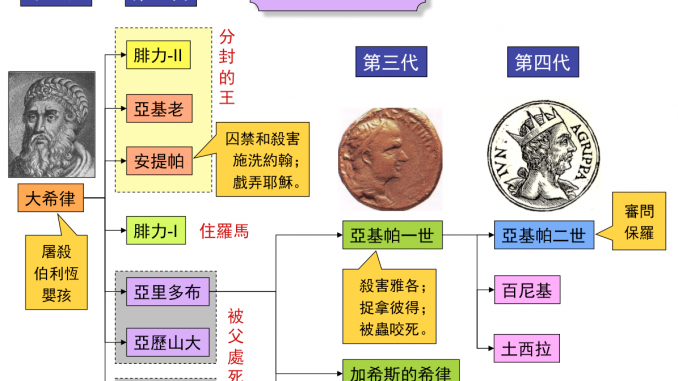 腓力-II
亞基老
安提帕
分封的王
囚禁和殺害
施洗約翰；
戲弄耶穌。
第三代
第四代
大希律
屠殺
伯利恆
嬰孩
腓力-I
住羅馬
亞里多布
亞歷山大
被父處死
亞基帕一世
殺害雅各；
捉拿彼得；
被蟲咬死。
加希斯的希律
IVN. AGRIPPA
亞基帕二世
審問
保羅
百尼基
土西拉